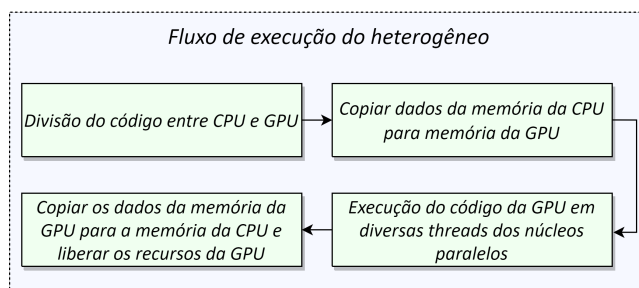 Fluxo de execução do heterogêneo
Divisão do código entre CPU e GPU
Copiar dados da memória da CPU
para memória da GPU
Execução do código da GPU em
diversas threads dos núcleos
paralelos
Copiar os dados da memória da
GPU para a memória da CPU e
liberar os recursos da GPU